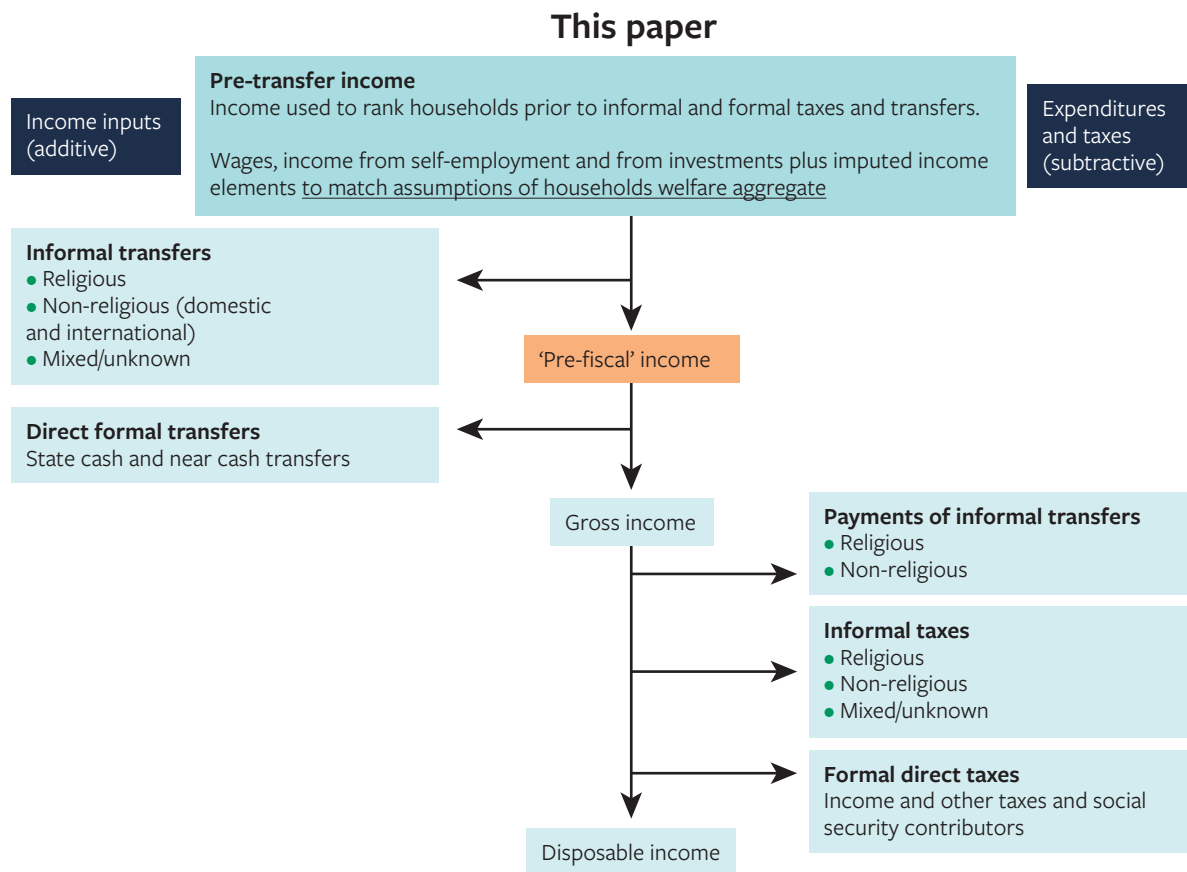 This paper
Income inputs
(additive)
Pre-transfer income
Income used to rank households prior to informal and formal taxes and transfers.
Wages, income from self-employment and from investments plus imputed income
elements to match assumptions of households welfare aggregate
Expenditures
and taxes
(subtractive)
Informal transfers
• Religious
• Non-religious (domestic
and international)
• Mixed/unknown
'Pre-fiscal' income
Direct formal transfers
State cash and near cash transfers
Gross income
Payments of informal transfers
• Religious
• Non-religious
Informal taxes
• Religious
• Non-religious
• Mixed/unknown
Formal direct taxes
Income and other taxes and social
security contributors
Disposable income